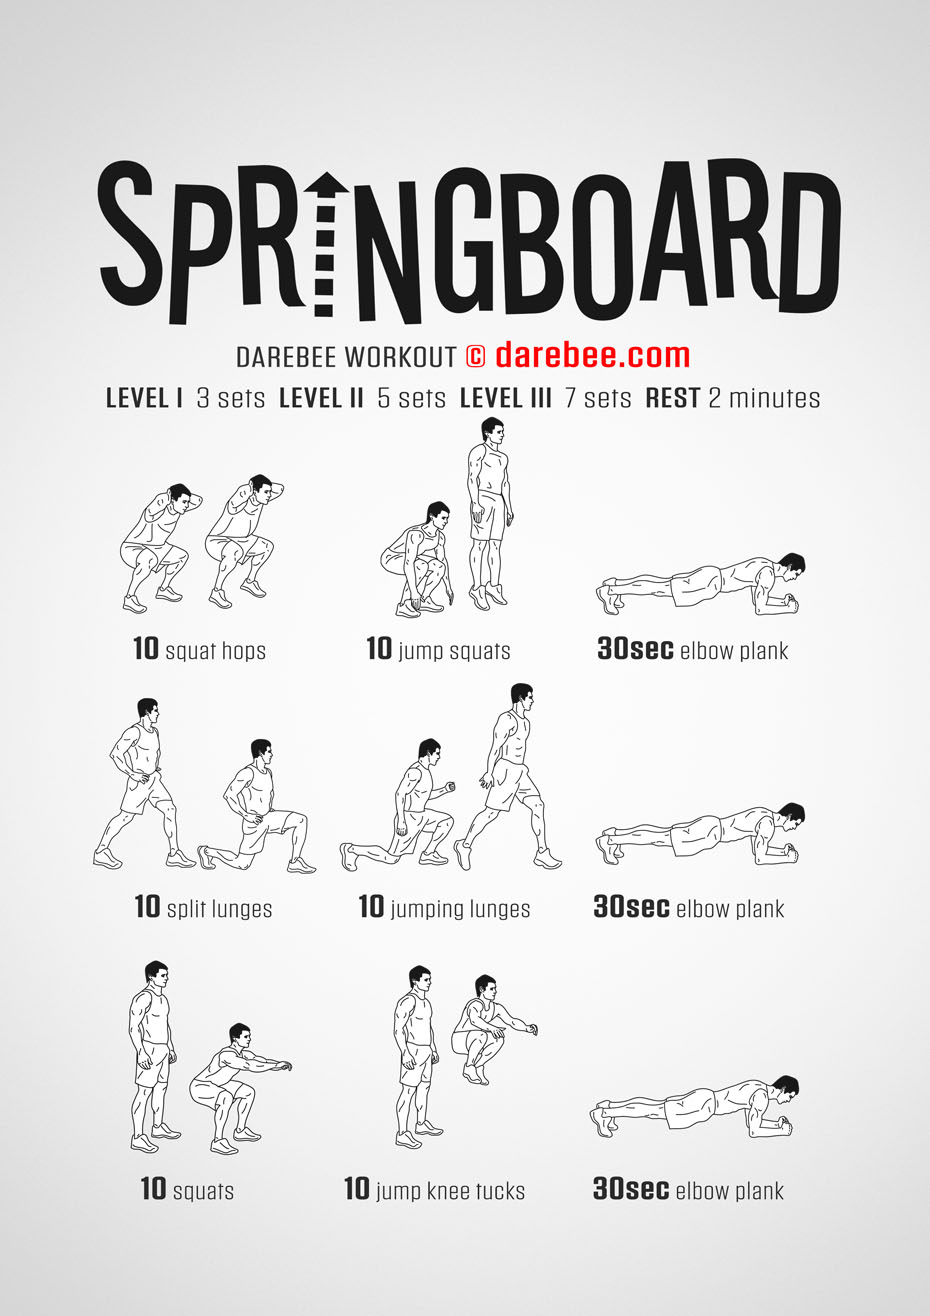 SPRINGBOARD
DAREBEE WORKOUT © darebee.com
LEVEL I 3 sets LEVEL II 5 sets LEVEL III 7 sets REST 2 minutes
10 squat hops
10 jump squats
30sec elbow plank
10 split lunges
10 jumping lunges
30sec elbow plank
10 squats
10 jump knee tucks
30sec elbow plank